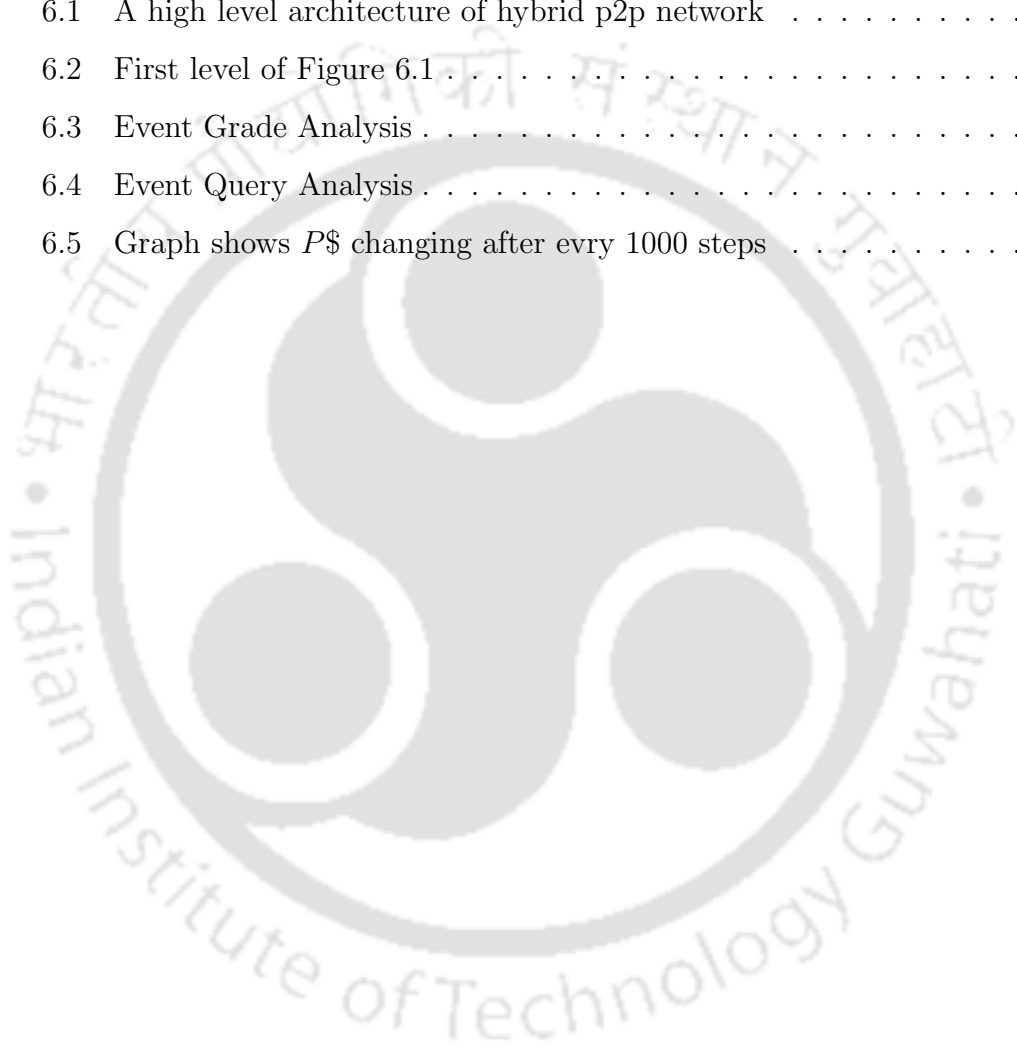 6.1 A high level architecture of hybrid p2p network . . . . . . . . . .
6.2 First level of Figure 6.1 . . . . . . . . . . . . . . . . . . . . . .
6.3 Event Grade Analysis . . . . . . . . . . . . . . . . . . . . . . .
6.4 Event Query Analysis . . . . . . . . . . . . . . . . . . . . . . .
6.5 Graph shows P$ changing after evry 1000 steps . . . . . . . . . .
भारतीय प्रौद्योगिकी संस्थान गुवाहाटी
• Indian Institute of Technology Guwahati •